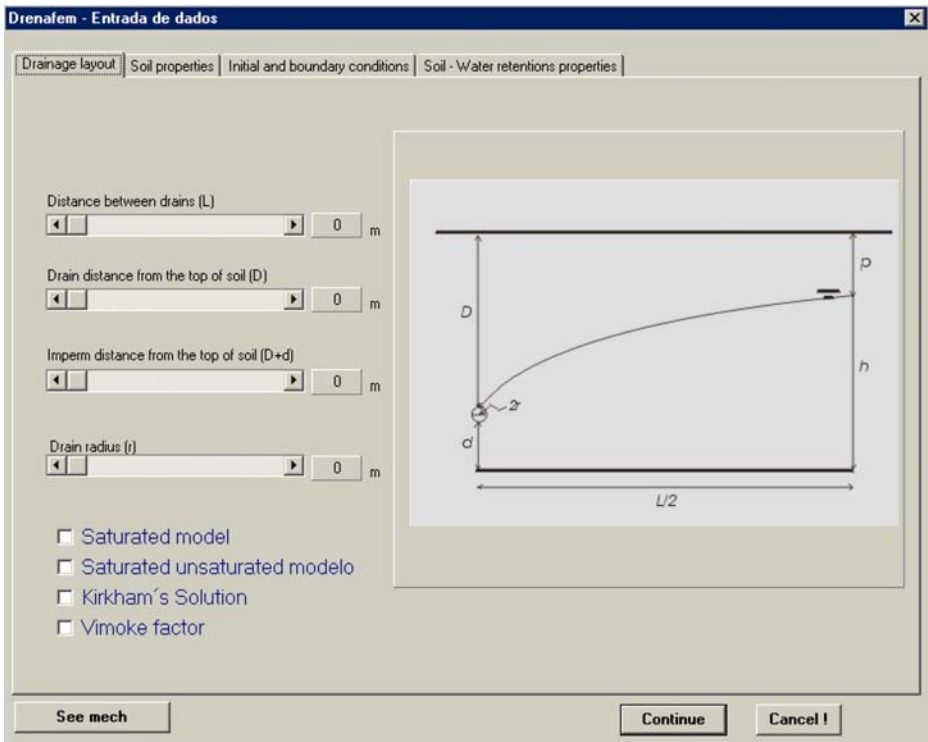 Drenafem - Entrada de dados
Drainage layout
Soil properties
Initial and boundary conditions
Soil - Water retentions properties
Distance between drains (L)
0 m
Drain distance from the top of soil (D)
0 m
Imperm distance from the top of soil (D+d)
0 m
Drain radius (r)
0 m
Saturated model
Saturated unsaturated modelo
Kirkham´s Solution
Vimoke factor
p
D
h
2r
d
L/2
See mech
Continue
Cancel !